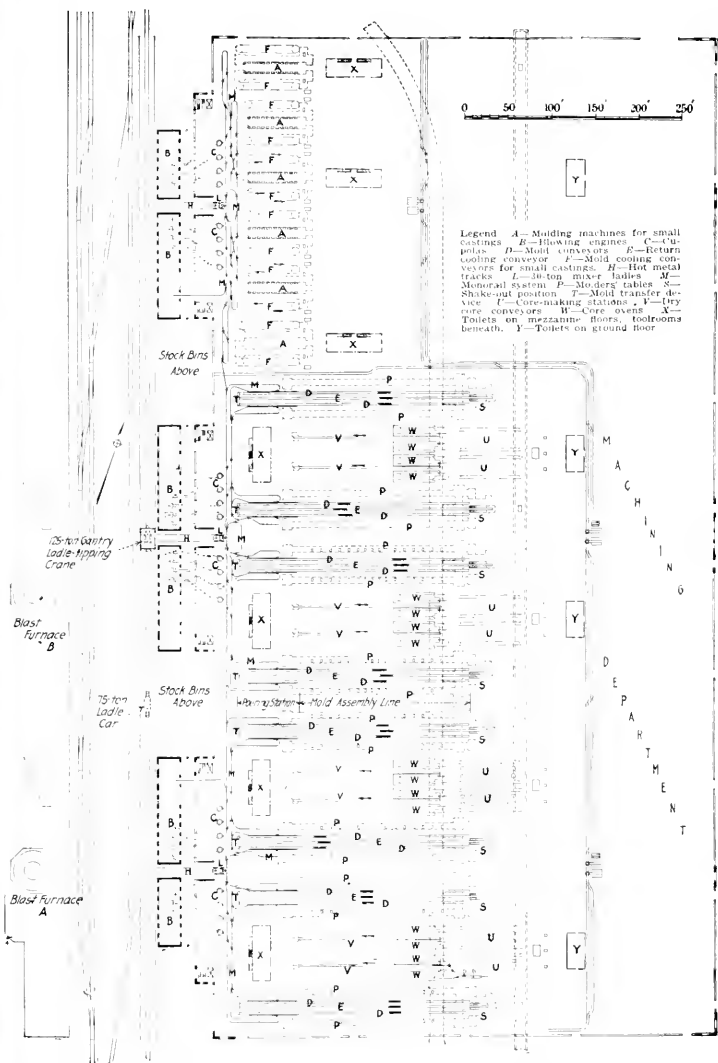 0 50' 100' 150' 200' 250'
Legend A—Molding machines for small
castings B—Blowing engines C—Cu-
polas D—Mold conveyors E—Return
cooling conveyor F—Mold cooling con-
veyors for small castings. H—Hot metal
tracks L—30-ton mixer ladles M—
Monorail system P—Molders' tables S—
Shake-out position T—Mold transfer de-
vice U—Core-making stations . V—Dry
core conveyors W—Core ovens X—
Toilets on mezzanine floors, toolrooms
beneath. Y—Toilets on ground floor
Stock Bins
Above
125-ton Gantry
Ladle-tipping
Crane
Blast
Furnace
B
75-ton
Ladle
Car
Stock Bins
Above
Pouring Station
Mold Assembly Line
Blast Furnace
A
MACHINING
DEPARTMENT